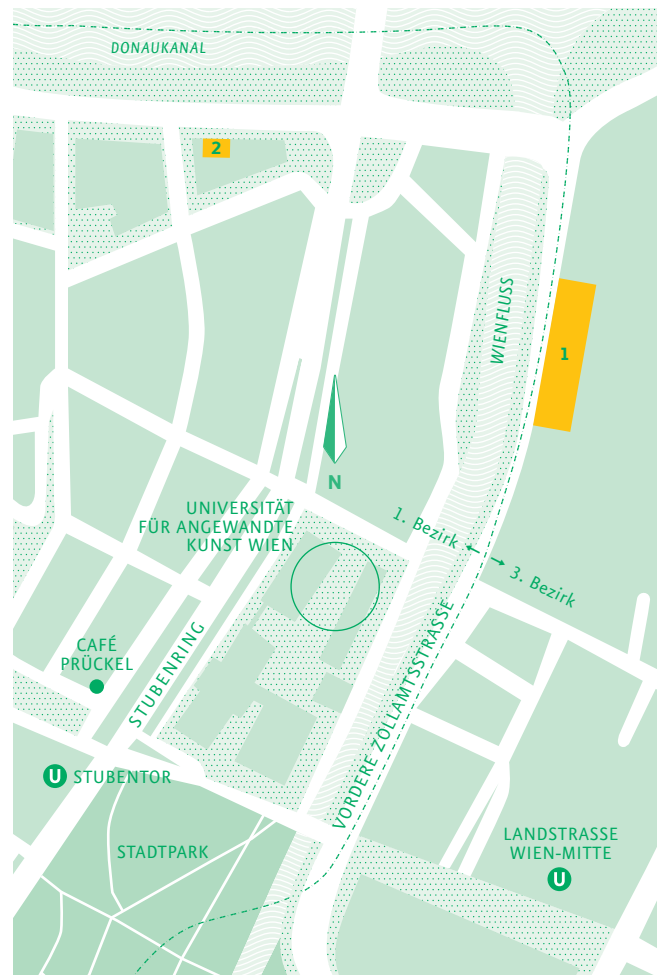 DONAUKANAL
2
WIENFLUSS
1
N
UNIVERSITÄT
FÜR ANGEWANDTE
KUNST WIEN
1. Bezirk
3. Bezirk
CAFÉ
PRÜCKEL
STUBENRING
VORDERE ZOLLAMTSSTRASSE
U STUBENTOR
STADTPARK
LANDSTRASSE
WIEN-MITTE
U